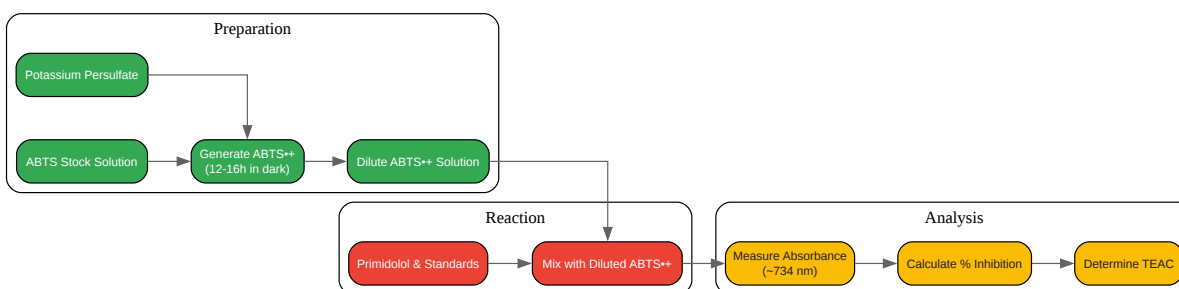 Preparation
Potassium Persulfate
ABTS Stock Solution
Generate ABTS•+
(12-16h in dark)
Dilute ABTS•+ Solution
Reaction
Primidolol & Standards
Mix with Diluted ABTS•+
Analysis
Measure Absorbance
(~734 nm)
Calculate % Inhibition
Determine TEAC